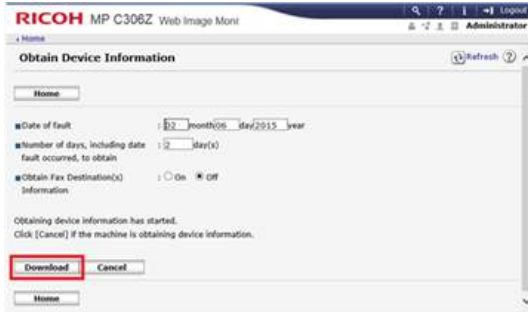 RICOH MP C306Z Web Image Moni
? i Logout
Administrator
Home
Obtain Device Information
Refresh ?
Home
Date of fault : 02 month 06 day 2015 year
Number of days, including date : 2 day(s)
fault occurred, to obtain
Obtain Fax Destination(s) : On Off
Information
Obtaining device information has started.
Click [Cancel] if the machine is obtaining device information.
Download Cancel
Home